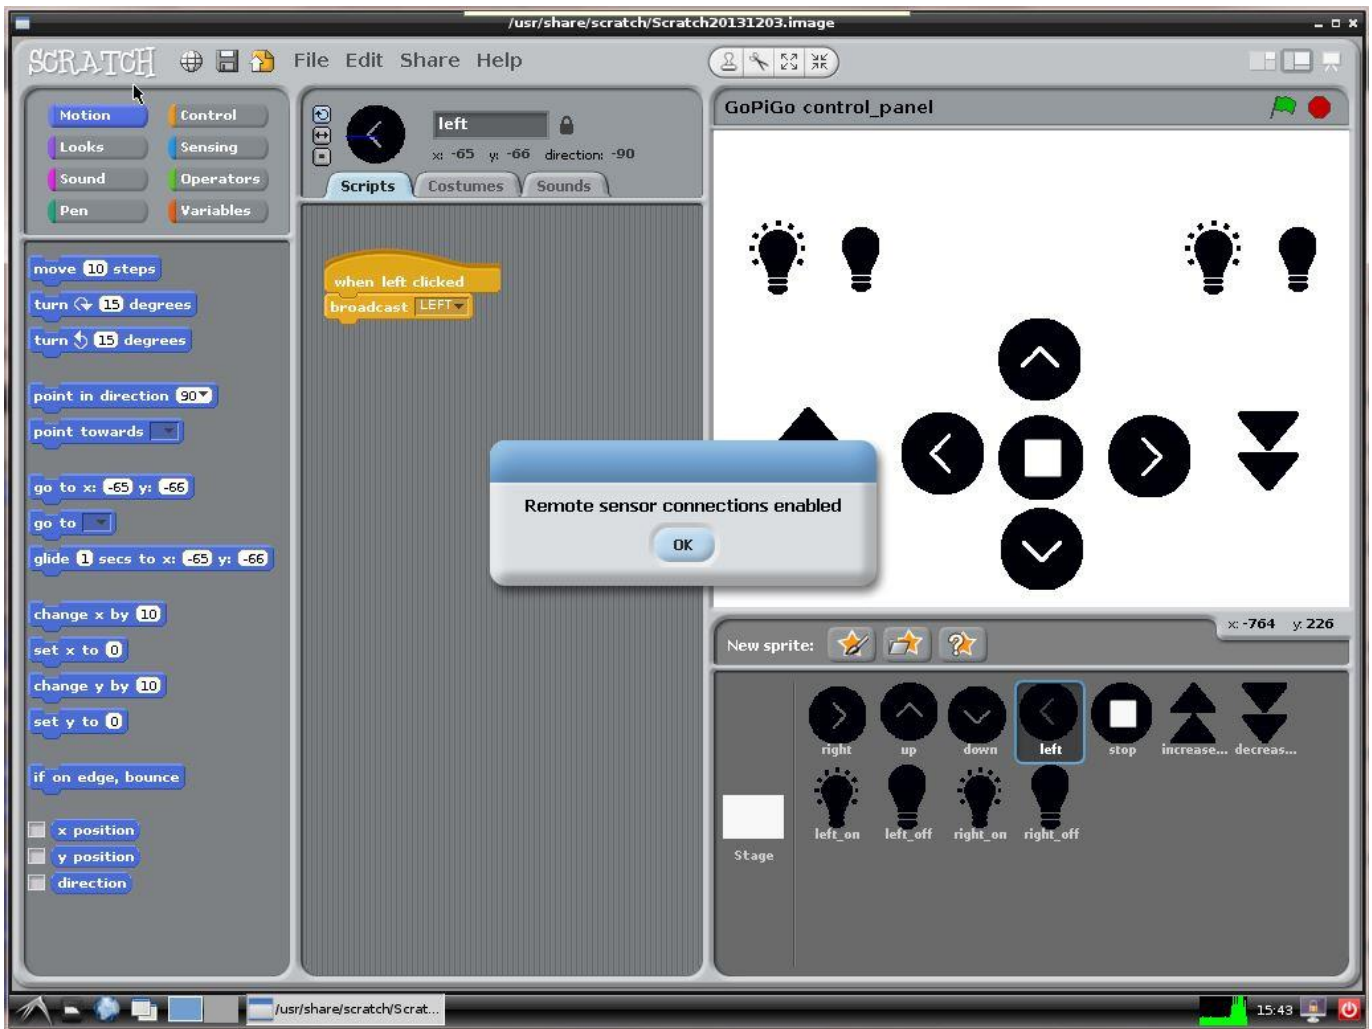 /usr/share/scratch/Scratch20131203.image
SCRATCH File Edit Share Help
Motion Control
Looks Sensing
Sound Operators
Pen Variables
move 10 steps
turn 15 degrees
turn 15 degrees
point in direction 90
point towards
go to x: -65 y: -66
go to
glide 1 secs to x: -65 y: -66
change x by 10
set x to 0
change y by 10
set y to 0
if on edge, bounce
x position
y position
direction
left
x: -65 y: -66 direction: -90
Scripts Costumes Sounds
when left clicked
broadcast LEFT
GoPiGo control_panel
Remote sensor connections enabled
OK
x: -764 y: 226
New sprite:
right up down left stop increase... decreas...
left_on left_off right_on right_off
Stage
/usr/share/scratch/Scrat...
15:43